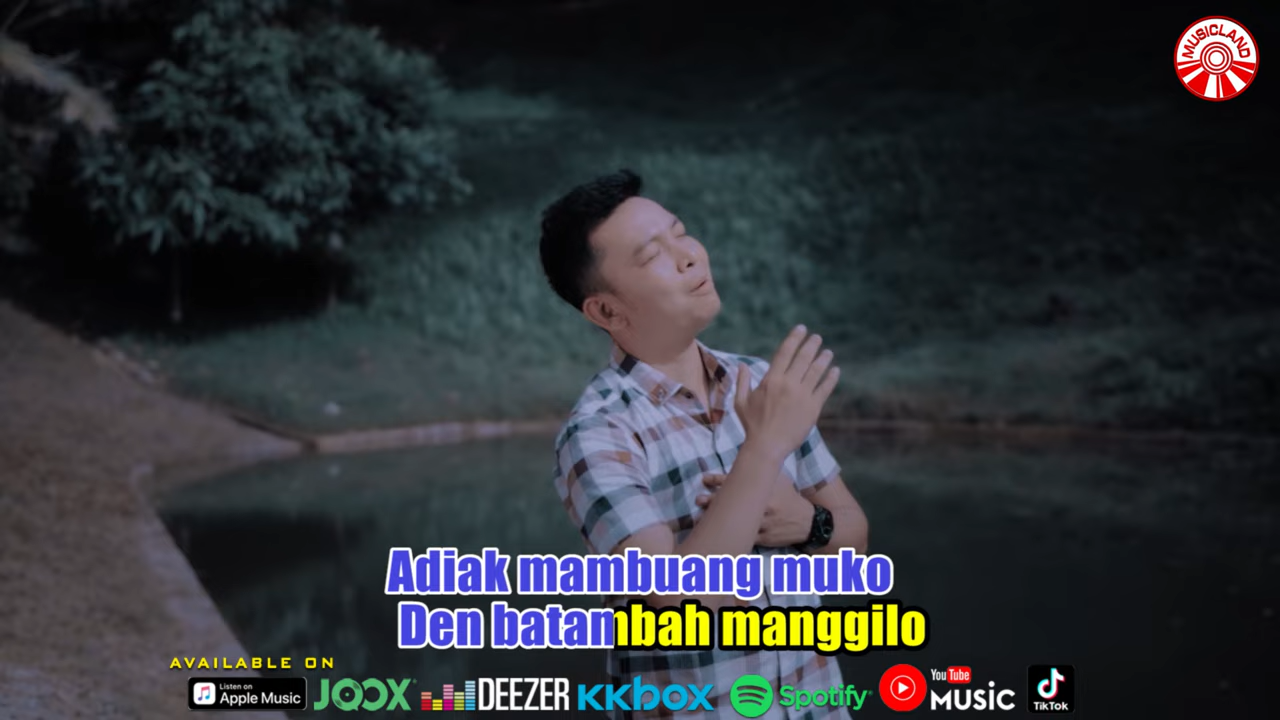 MUSICLAND
Adiak mambuang muko
Den batambah manggilo
AVAILABLE ON
Listen on
Apple Music
JOOX
DEEZER
KKBOX
Spotify
YouTube
MUSIC
TikTok